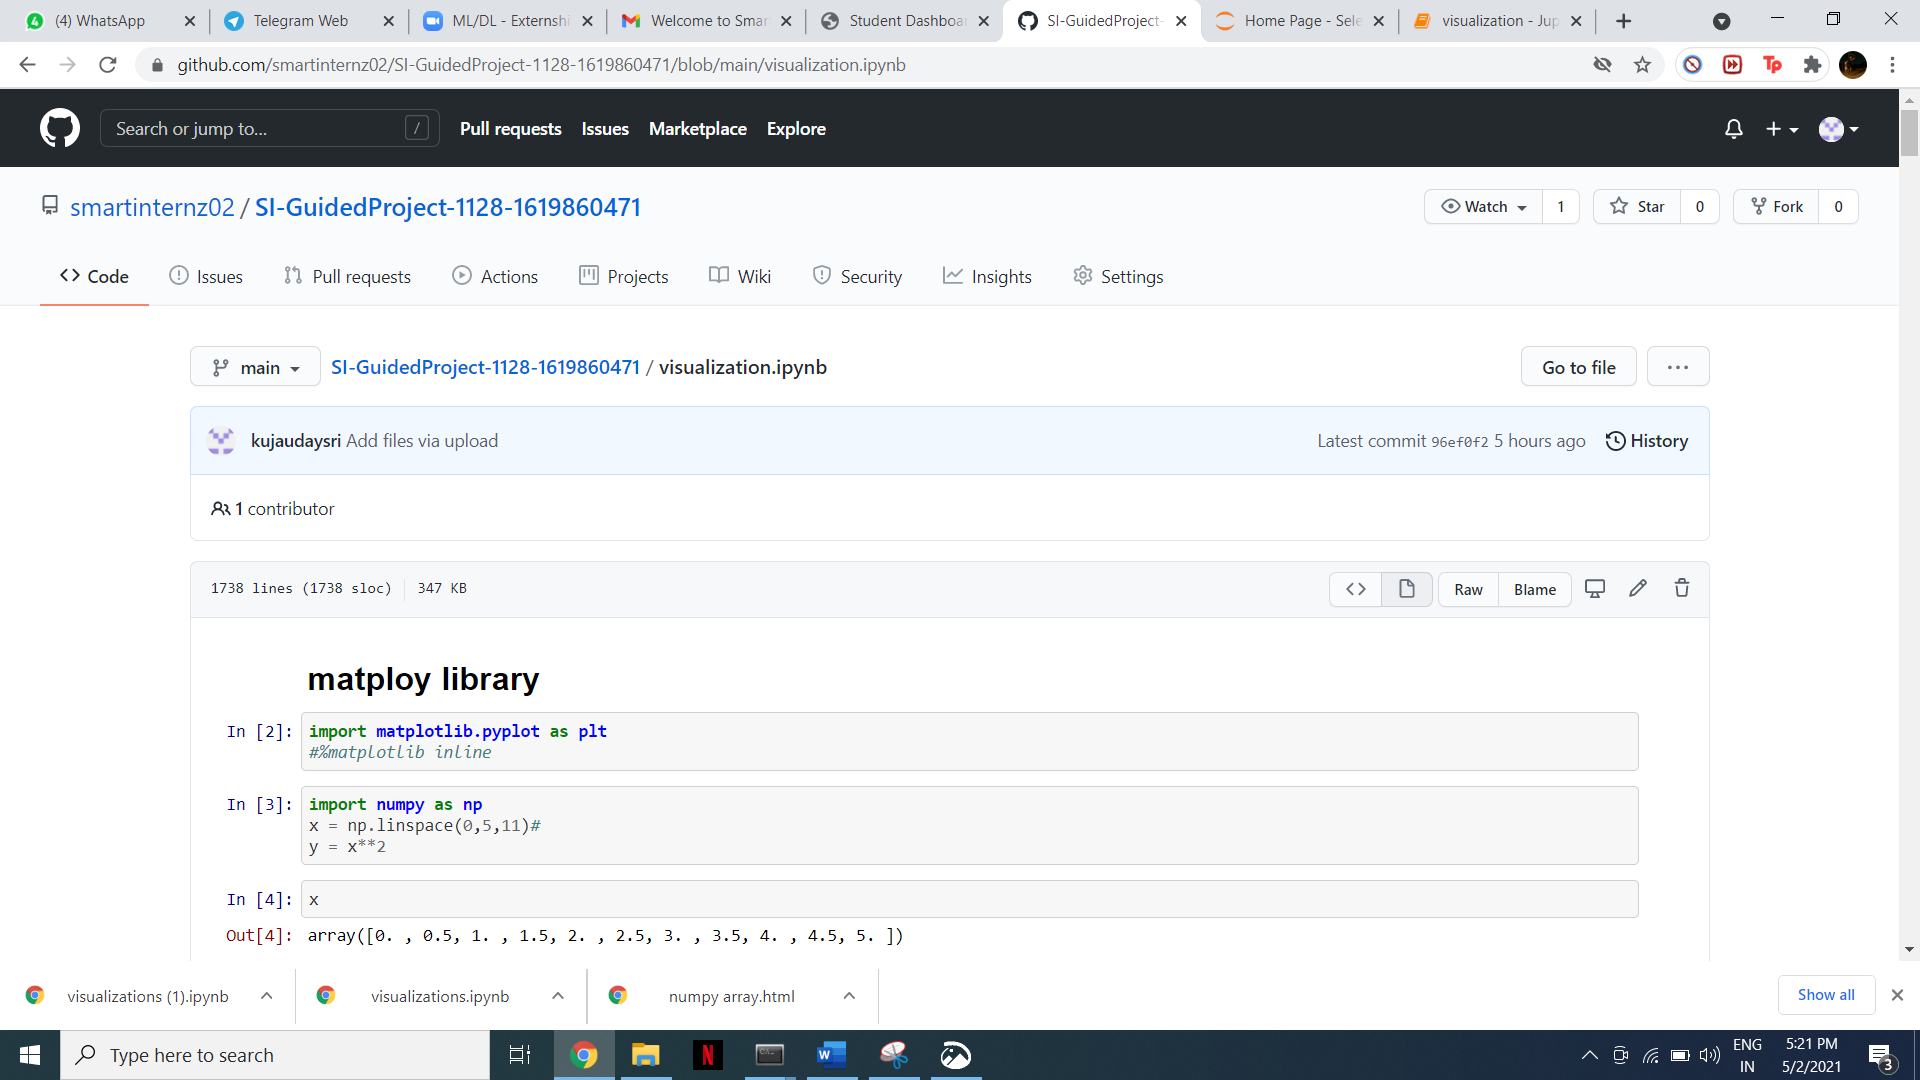 (4) WhatsApp
Telegram Web
ML/DL - Externshi
Welcome to Smar
Student Dashboar
SI-GuidedProject-
Home Page - Sele
visualization - Jup
github.com/smartinternz02/SI-GuidedProject-1128-1619860471/blob/main/visualization.ipynb
Tp
Search or jump to...
/
Pull requests
Issues
Marketplace
Explore
smartinternz02 / SI-GuidedProject-1128-1619860471
Watch 1
Star 0
Fork 0
<> Code
Issues
Pull requests
Actions
Projects
Wiki
Security
Insights
Settings
main
SI-GuidedProject-1128-1619860471 / visualization.ipynb
Go to file
...
kujaudaysri Add files via upload
Latest commit 96ef0f2 5 hours ago
History
1 contributor
1738 lines (1738 sloc)
347 KB
<>
Raw
Blame
matploy library
In [2]: import matplotlib.pyplot as plt
#%matplotlib inline
In [3]: import numpy as np
x = np.linspace(0,5,11)#
y = x**2
In [4]: x
Out[4]: array([0. , 0.5, 1. , 1.5, 2. , 2.5, 3. , 3.5, 4. , 4.5, 5. ])
visualizations (1).ipynb
visualizations.ipynb
numpy array.html
Show all
Type here to search
N
W
ENG
IN
5:21 PM
5/2/2021
3